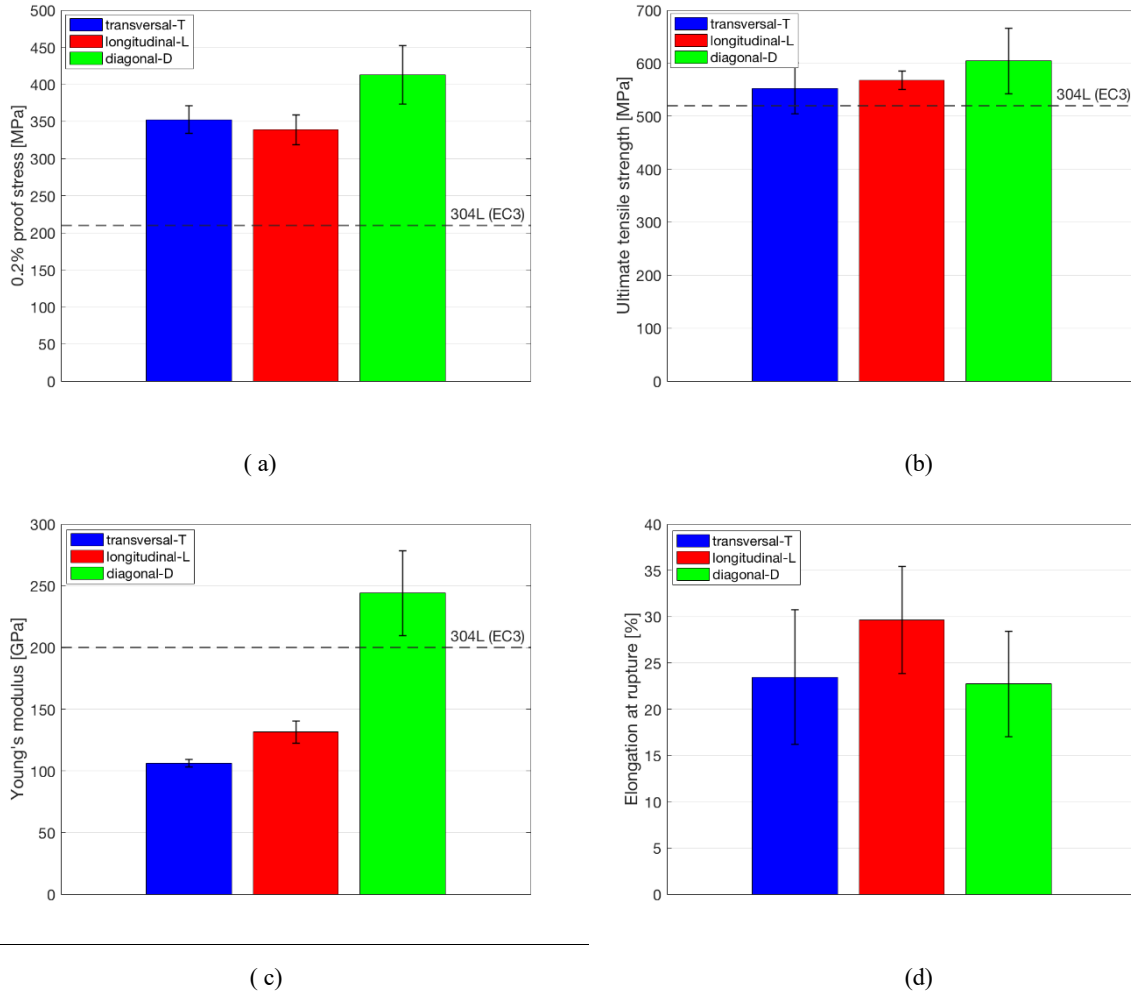 500
450
400
350
300
250
200
150
100
50
0
0.2% proof stress [MPa]
transversal-T
longitudinal-L
diagonal-D
304L (EC3)
( a)
700
600
500
400
300
200
100
0
Ultimate tensile strength [MPa]
transversal-T
longitudinal-L
diagonal-D
304L (EC3)
(b)
300
250
200
150
100
50
0
Young's modulus [GPa]
transversal-T
longitudinal-L
diagonal-D
304L (EC3)
( c)
40
35
30
25
20
15
10
5
0
Elongation at rupture [%]
transversal-T
longitudinal-L
diagonal-D
(d)